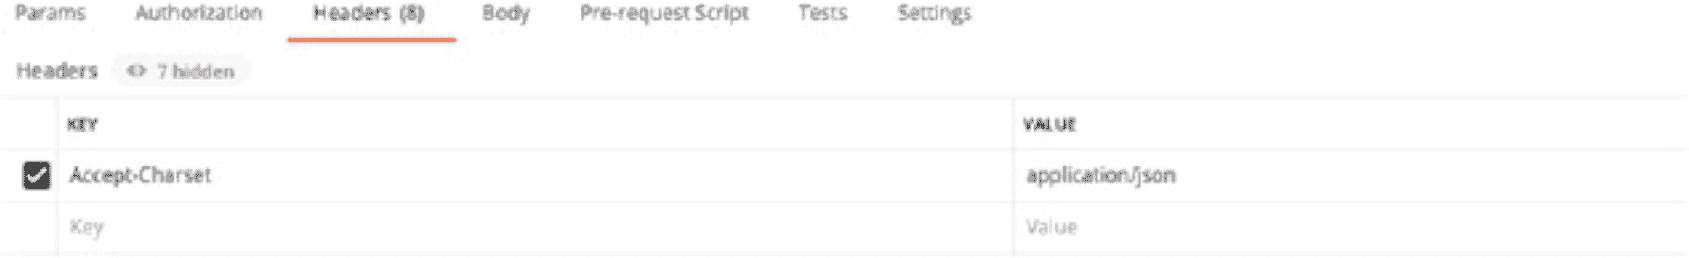 Params Authorization Headers (8) Body Pre-request Script Tests Settings
Headers 7 hidden
KEY VALUE
Accept-Charset application/json
Key Value